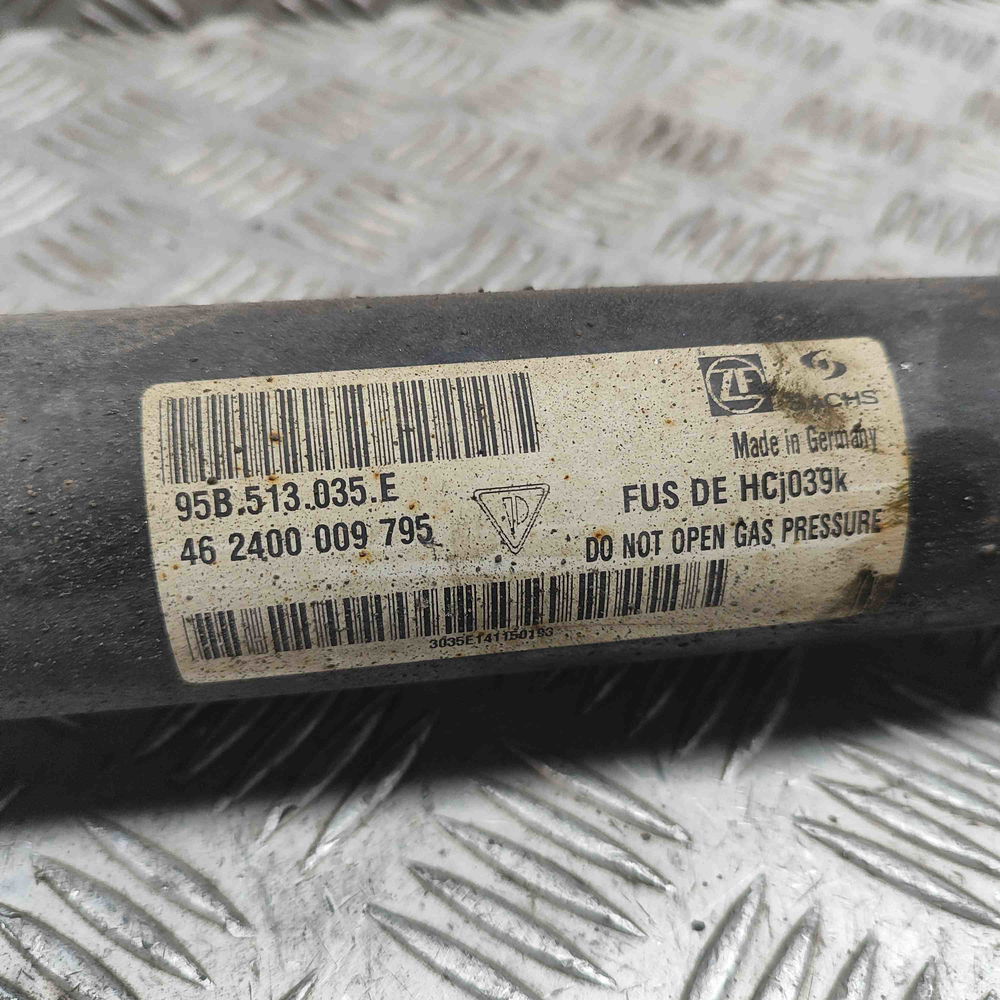 ZF
95B.513.035.E
46 2400 009 795
Made in Germany
FUS DE HCj039k
DO NOT OPEN GAS PRESSURE
3035E141150193